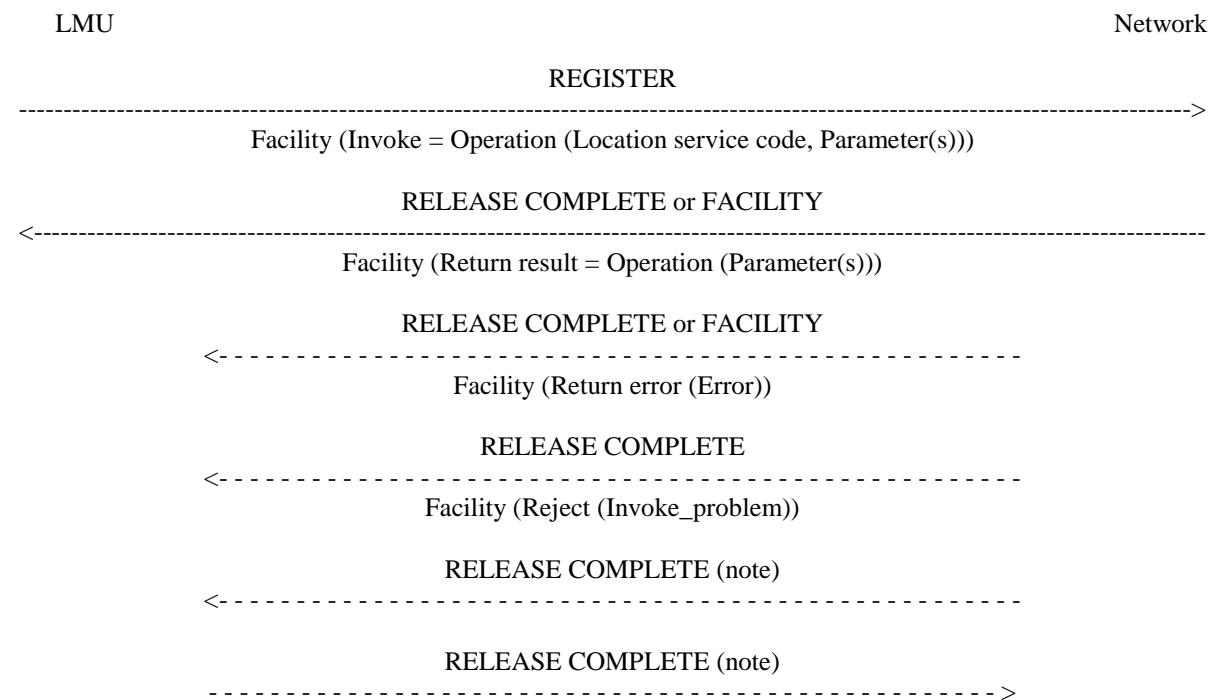 LMU Network
REGISTER
------------------------------------------------------------------------------------------------------------------------------------>
Facility (Invoke = Operation (Location service code, Parameter(s)))
RELEASE COMPLETE or FACILITY
<------------------------------------------------------------------------------------------------------------------------------------
Facility (Return result = Operation (Parameter(s)))
RELEASE COMPLETE or FACILITY
<- - - - - - - - - - - - - - - - - - - - - - - - - - - - - - - - - - - - - - - - - - - - - - - - - - - -
Facility (Return error (Error))
RELEASE COMPLETE
<- - - - - - - - - - - - - - - - - - - - - - - - - - - - - - - - - - - - - - - - - - - - - - - - - - - -
Facility (Reject (Invoke_problem))
RELEASE COMPLETE (note)
<- - - - - - - - - - - - - - - - - - - - - - - - - - - - - - - - - - - - - - - - - - - - - - - - - - - -
RELEASE COMPLETE (note)
- - - - - - - - - - - - - - - - - - - - - - - - - - - - - - - - - - - - - - - - - - - - - - - - - - - >